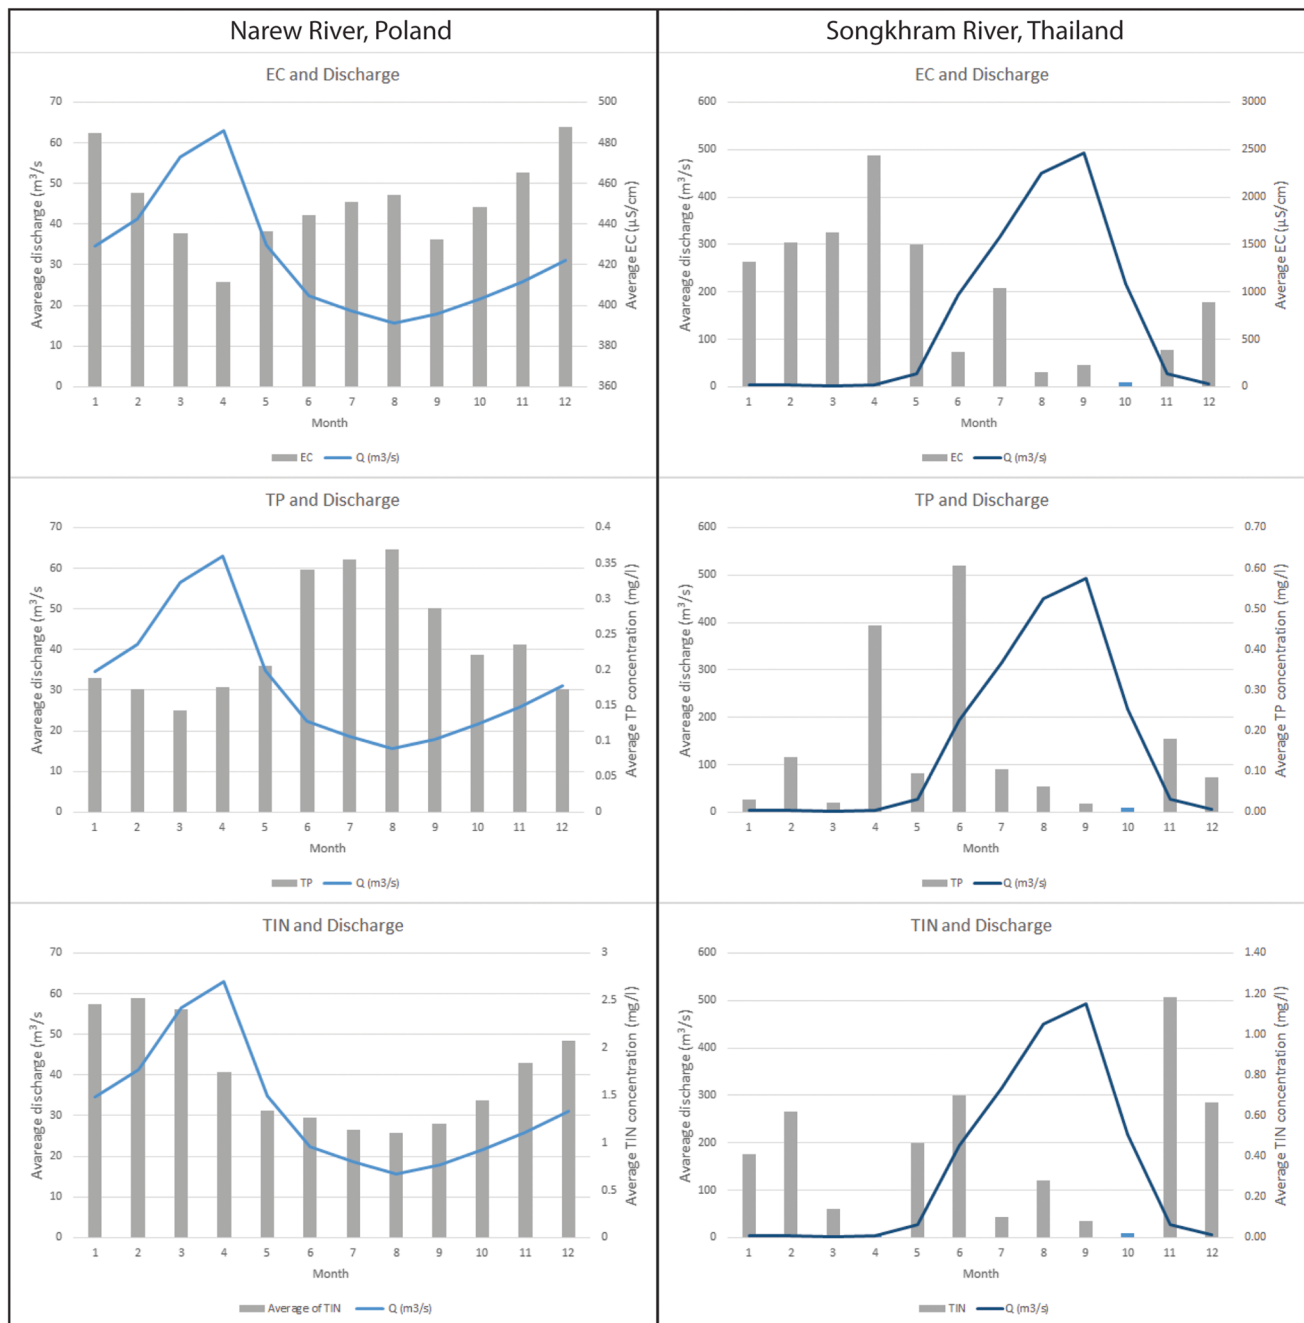 Narew River, Poland
EC and Discharge
70
60
50
40
30
20
10
0
500
480
460
440
420
400
380
360
Avareage discharge (m³/s)
Average EC (µS/cm)
1 2 3 4 5 6 7 8 9 10 11 12
Month
EC Q (m3/s)
TP and Discharge
70
60
50
40
30
20
10
0
0.4
0.35
0.3
0.25
0.2
0.15
0.1
0.05
0
Avareage discharge (m³/s
Average TP concentration (mg/l)
1 2 3 4 5 6 7 8 9 10 11 12
Month
TP Q (m3/s)
TIN and Discharge
70
60
50
40
30
20
10
0
3
2.5
2
1.5
1
0.5
0
Avareage discharge (m³/s
Average TIN concentration (mg/l)
1 2 3 4 5 6 7 8 9 10 11 12
Month
Average of TIN Q (m3/s)
Songkhram River, Thailand
EC and Discharge
600
500
400
300
200
100
0
3000
2500
2000
1500
1000
500
0
Avareage discharge (m³/s)
Average EC (µS/cm)
1 2 3 4 5 6 7 8 9 10 11 12
Month
EC Q (m3/s)
TP and Discharge
600
500
400
300
200
100
0
0.70
0.60
0.50
0.40
0.30
0.20
0.10
0.00
Avareage discharge (m³/s)
Average TP concentration (mg/l)
1 2 3 4 5 6 7 8 9 10 11 12
Month
TP Q (m3/s)
TIN and Discharge
600
500
400
300
200
100
0
1.40
1.20
1.00
0.80
0.60
0.40
0.20
0.00
Avareage discharge (m³/s)
Average TIN concentration (mg/l)
1 2 3 4 5 6 7 8 9 10 11 12
Month
TIN Q (m3/s)